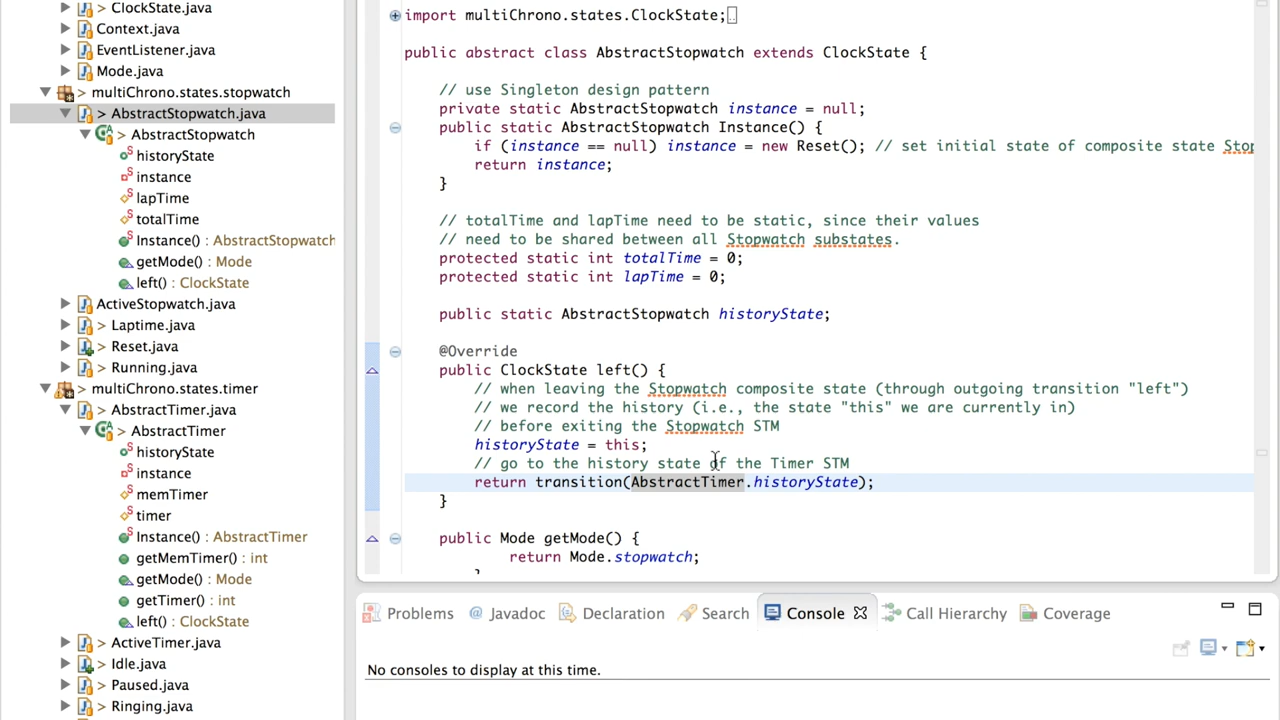 > ClockState.java
Context.java
EventListener.java
Mode.java
> multiChrono.states.stopwatch
> AbstractStopwatch.java
> AbstractStopwatch
historyState
instance
lapTime
totalTime
Instance() : AbstractStopwatch
getMode() : Mode
left() : ClockState
ActiveStopwatch.java
> Laptime.java
> Reset.java
> Running.java
> multiChrono.states.timer
> AbstractTimer.java
> AbstractTimer
historyState
instance
memTimer
timer
Instance() : AbstractTimer
getMemTimer() : int
getMode() : Mode
getTimer() : int
left() : ClockState
> ActiveTimer.java
> Idle.java
> Paused.java
> Ringing.java
import multiChrono.states.ClockState;
public abstract class AbstractStopwatch extends ClockState {
// use Singleton design pattern
private static AbstractStopwatch instance = null;
public static AbstractStopwatch Instance() {
if (instance == null) instance = new Reset(); // set initial state of composite state Stop
return instance;
}
// totalTime and lapTime need to be static, since their values
// need to be shared between all Stopwatch substates.
protected static int totalTime = 0;
protected static int lapTime = 0;
public static AbstractStopwatch historyState;
@Override
public ClockState left() {
// when leaving the Stopwatch composite state (through outgoing transition "left")
// we record the history (i.e., the state "this" we are currently in)
// before exiting the Stopwatch STM
historyState = this;
// go to the history state of the Timer STM
return transition(AbstractTimer.historyState);
}
public Mode getMode() {
return Mode.stopwatch;
Problems @ Javadoc Declaration Search Console Call Hierarchy Coverage
No consoles to display at this time.